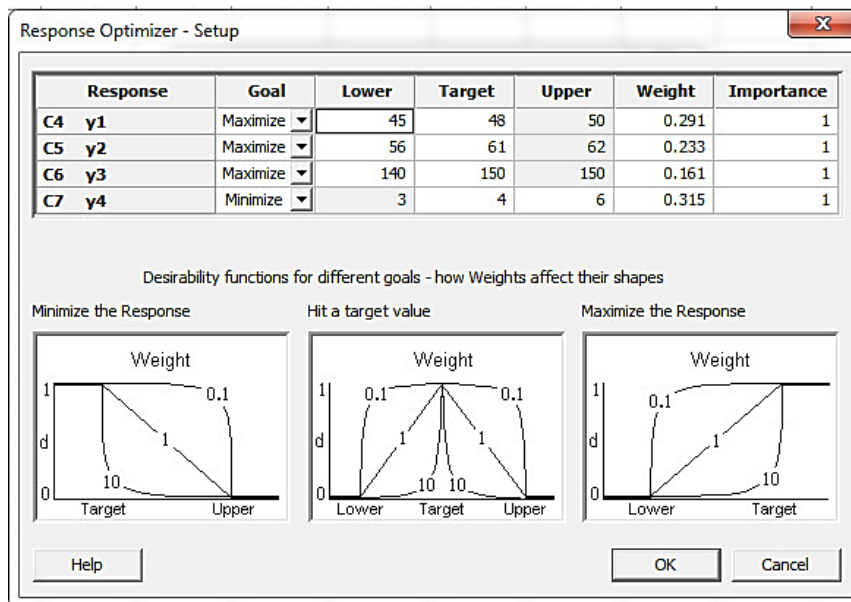 Response Optimizer - Setup
Response Goal Lower Target Upper Weight Importance
C4 y1 Maximize 45 48 50 0.291 1
C5 y2 Maximize 56 61 62 0.233 1
C6 y3 Maximize 140 150 150 0.161 1
C7 y4 Minimize 3 4 6 0.315 1
Desirability functions for different goals - how Weights affect their shapes
Minimize the Response Hit a target value Maximize the Response
Weight Weight Weight
1 0.1 0.1 0.1 1 0.1
d 1 d 1 1 d 1
10 10 10 10
0 0 0
Target Upper Lower Target Upper Lower Target
Help OK Cancel